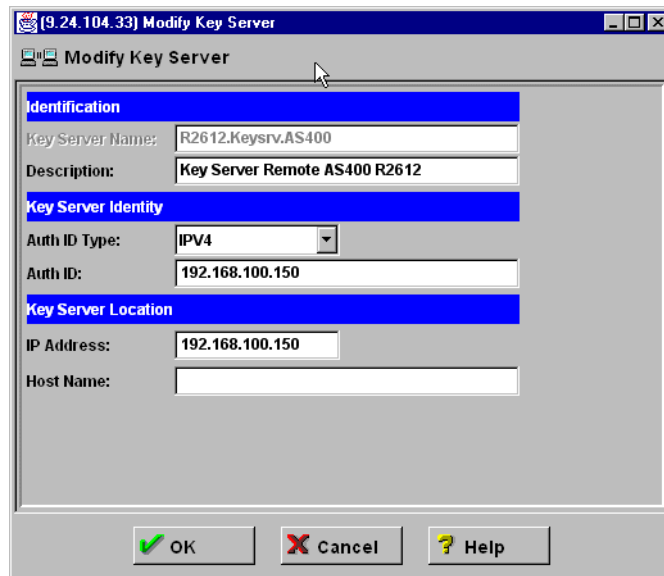 (9.24.104.33) Modify Key Server
Modify Key Server
Identification
Key Server Name: R2612.Keysrv.AS400
Description: Key Server Remote AS400 R2612
Key Server Identity
Auth ID Type: IPV4
Auth ID: 192.168.100.150
Key Server Location
IP Address: 192.168.100.150
Host Name:
OK Cancel Help